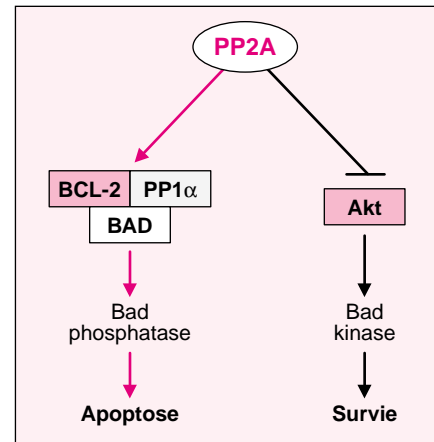 PP2A
BCL-2 PP1α
BAD
Akt
Bad
phosphatase
Bad
kinase
Apoptose
Survie